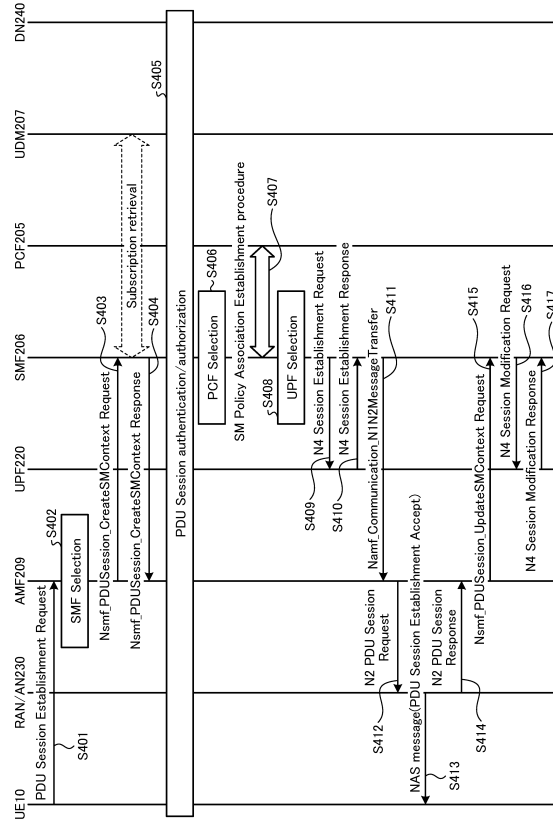 UE10
RAN/AN230
AMF209
UPF220
SMF206
PCF205
UDM207
DN240
PDU Session Establishment Request
S401
SMF Selection
S402
Nsmf_PDUSession_CreateSMContext Request
S403
Subscription retrieval
Nsmf_PDUSession_CreateSMContext Response
S404
PDU Session authentication/authorization
S405
PCF Selection
S406
SM Policy Association Establishment procedure
S407
UPF Selection
S408
N4 Session Establishment Request
S409
N4 Session Establishment Response
S410
Namf_Communication_N1N2MessageTransfer
S411
N2 PDU Session
Request
S412
NAS message(PDU Session Establishment Accept)
S413
N2 PDU Session
Response
S414
Nsmf_PDUSession_UpdateSMContext Request
S415
N4 Session Modification Request
S416
N4 Session Modification Response
S417